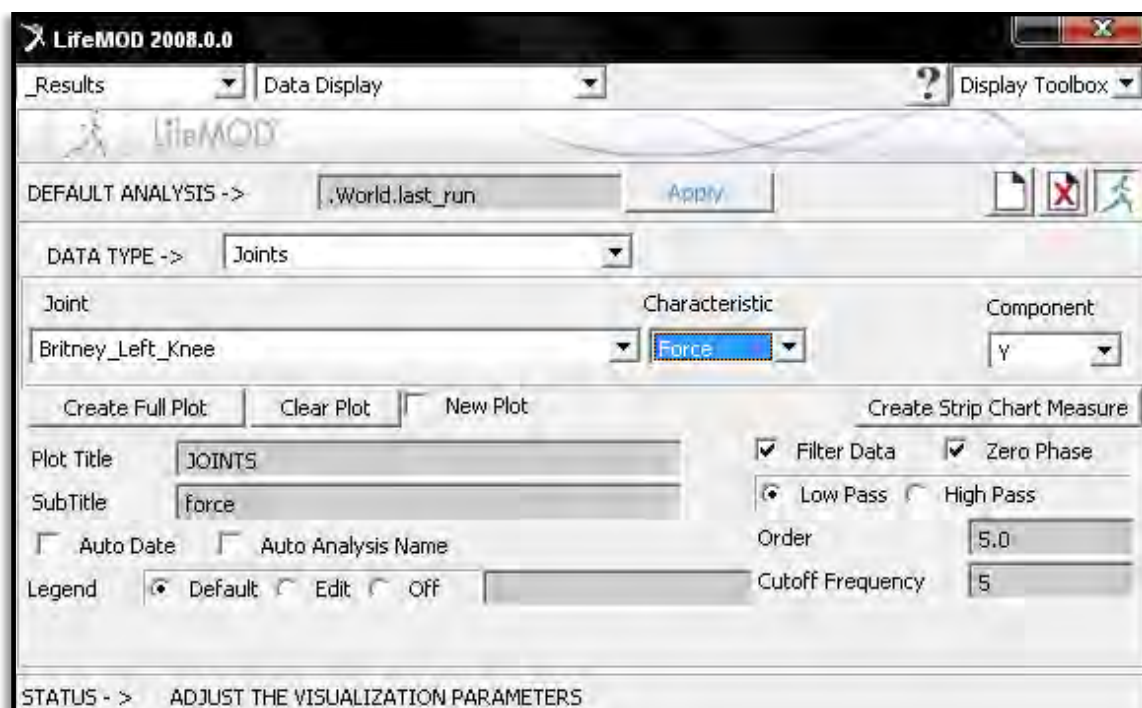 LifeMOD 2008.0.0
_Results Data Display ? Display Toolbox
LifeMOD
DEFAULT ANALYSIS -> .World.last_run Apply
DATA TYPE -> Joints
Joint Characteristic Component
Britney_Left_Knee Force Y
Create Full Plot Clear Plot New Plot Create Strip Chart Measure
Plot Title JOINTS Filter Data Zero Phase
SubTitle force Low Pass High Pass
Auto Date Auto Analysis Name Order 5.0
Legend Default Edit Off Cutoff Frequency 5
STATUS - > ADJUST THE VISUALIZATION PARAMETERS